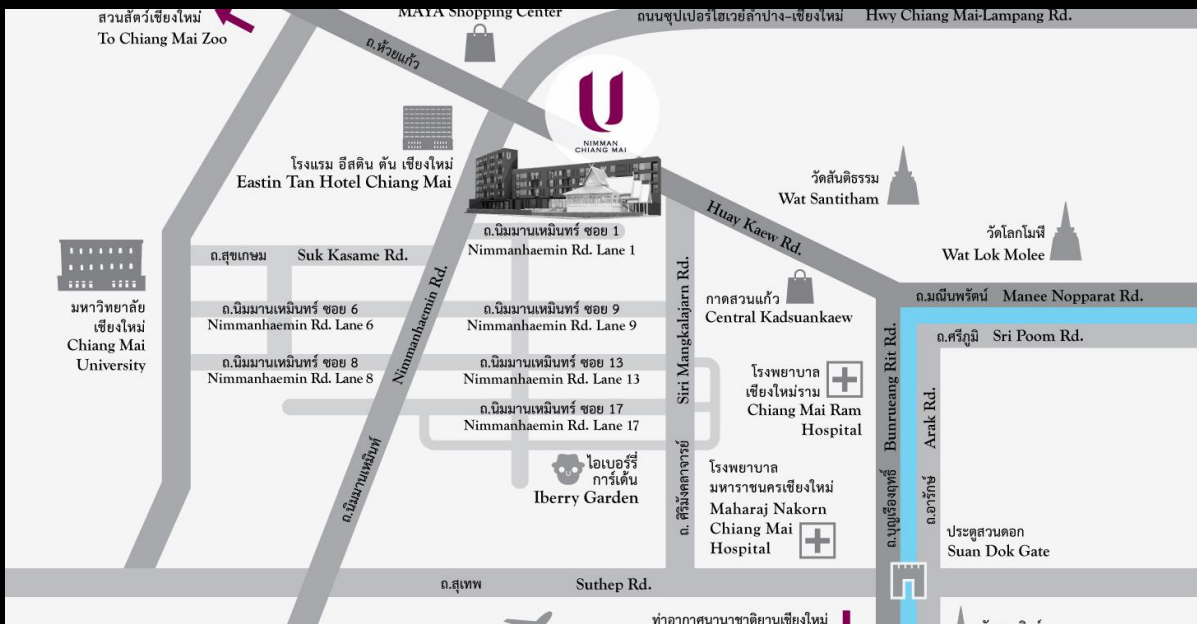 สวนสัตว์เชียงใหม่
To Chiang Mai Zoo
MAYA Shopping Center
ถนนซุปเปอร์ไฮเวย์ลำปาง-เชียงใหม่ Hwy Chiang Mai-Lampang Rd.
ถ.ห้วยแก้ว
U
NIMMAN
CHIANG MAI
โรงแรม อีสติน ตัน เชียงใหม่
Eastin Tan Hotel Chiang Mai
วัดสันติธรรม
Wat Santitham
Huay Kaew Rd.
วัดโลกโมฬี
Wat Lok Molee
ถ.นิมมานเหมินทร์ ซอย 1
Nimmanhaemin Rd. Lane 1
ถ.สุขเกษม Suk Kasame Rd.
มหาวิทยาลัย
เชียงใหม่
Chiang Mai
University
ถ.นิมมานเหมินทร์ ซอย 6
Nimmanhaemin Rd. Lane 6
ถ.นิมมานเหมินทร์ ซอย 9
Nimmanhaemin Rd. Lane 9
กาดสวนแก้ว
Central Kadsuankaew
ถ.มณีนพรัตน์ Manee Nopparat Rd.
ถ.ศรีภูมิ Sri Poom Rd.
ถ.นิมมานเหมินทร์ ซอย 8
Nimmanhaemin Rd. Lane 8
Nimmanhaemin Rd.
ถ.นิมมานเหมินท์
ถ.นิมมานเหมินทร์ ซอย 13
Nimmanhaemin Rd. Lane 13
ถ.นิมมานเหมินทร์ ซอย 17
Nimmanhaemin Rd. Lane 17
Siri Mangkalajarn Rd.
ถ. ศิริมังคลาจารย์
โรงพยาบาล
เชียงใหม่ราม
Chiang Mai Ram
Hospital
Bunrueang Rit Rd.
ถ.บุญเรืองฤทธิ์
Arak Rd.
ถ.อารักษ์
ไอเบอร์รี่
การ์เด้น
Iberry Garden
โรงพยาบาล
มหาราชนครเชียงใหม่
Maharaj Nakorn
Chiang Mai
Hospital
ประตูสวนดอก
Suan Dok Gate
ถ.สุเทพ Suthep Rd.
ท่าอากาศนานาชาติยานเชียงใหม่